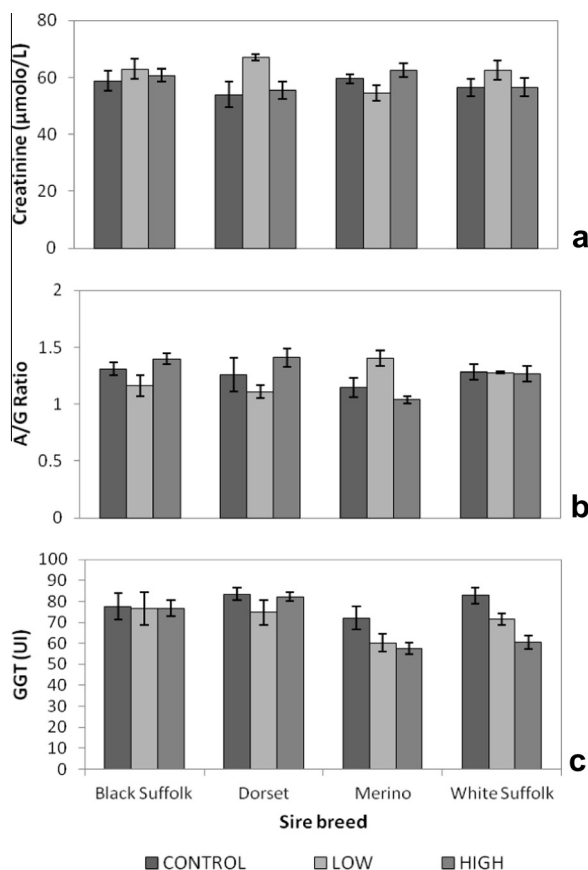 80
60
40
20
0
Creatinine (µmolo/L)
a
2
1.5
1
0.5
0
A/G Ratio
b
100
90
80
70
60
50
40
30
20
10
0
GGT (UI)
c
Black Suffolk Dorset Merino White Suffolk
Sire breed
CONTROL LOW HIGH